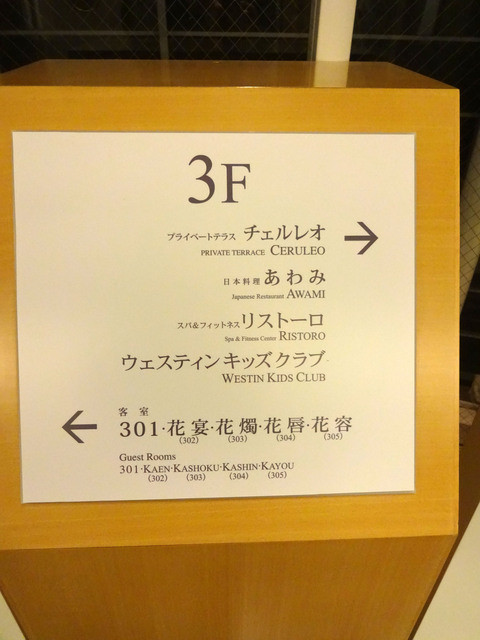 3F
プライベートテラス チェルレオ →
PRIVATE TERRACE CERULEO
日本料理 あわみ
Japanese Restaurant AWAMI
スパ&フィットネス リストーロ
Spa & Fitness Center RISTORO
ウェスティン キッズ クラブ
WESTIN KIDS CLUB
客室
← 301・花宴・花燭・花唇・花容
(302) (303) (304) (305)
Guest Rooms
301・KAEN・KASHOKU・KASHIN・KAYOU
(302) (303) (304) (305)